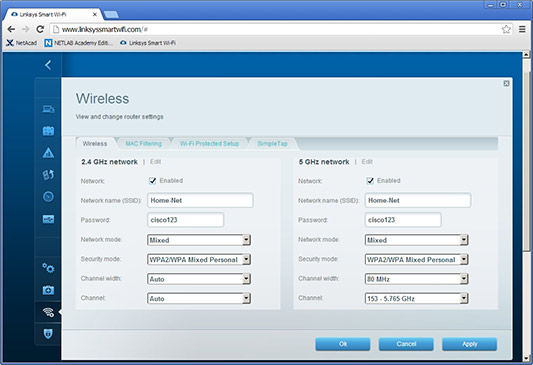 Linksys Smart Wi-Fi
www.linksyssmartwifi.com/#
NetAcad NETLAB Academy Editi... Linksys Smart Wi-Fi
Wireless
View and change router settings
Wireless MAC Filtering Wi-Fi Protected Setup SimpleTap
2.4 GHz network | Edit
Network: Enabled
Network name (SSID): Home-Net
Password: cisco123
Network mode: Mixed
Security mode: WPA2/WPA Mixed Personal
Channel width: Auto
Channel: Auto
5 GHz network | Edit
Network: Enabled
Network name (SSID): Home-Net
Password: cisco123
Network mode: Mixed
Security mode: WPA2/WPA Mixed Personal
Channel width: 80 MHz
Channel: 153 - 5.765 GHz
Ok Cancel Apply